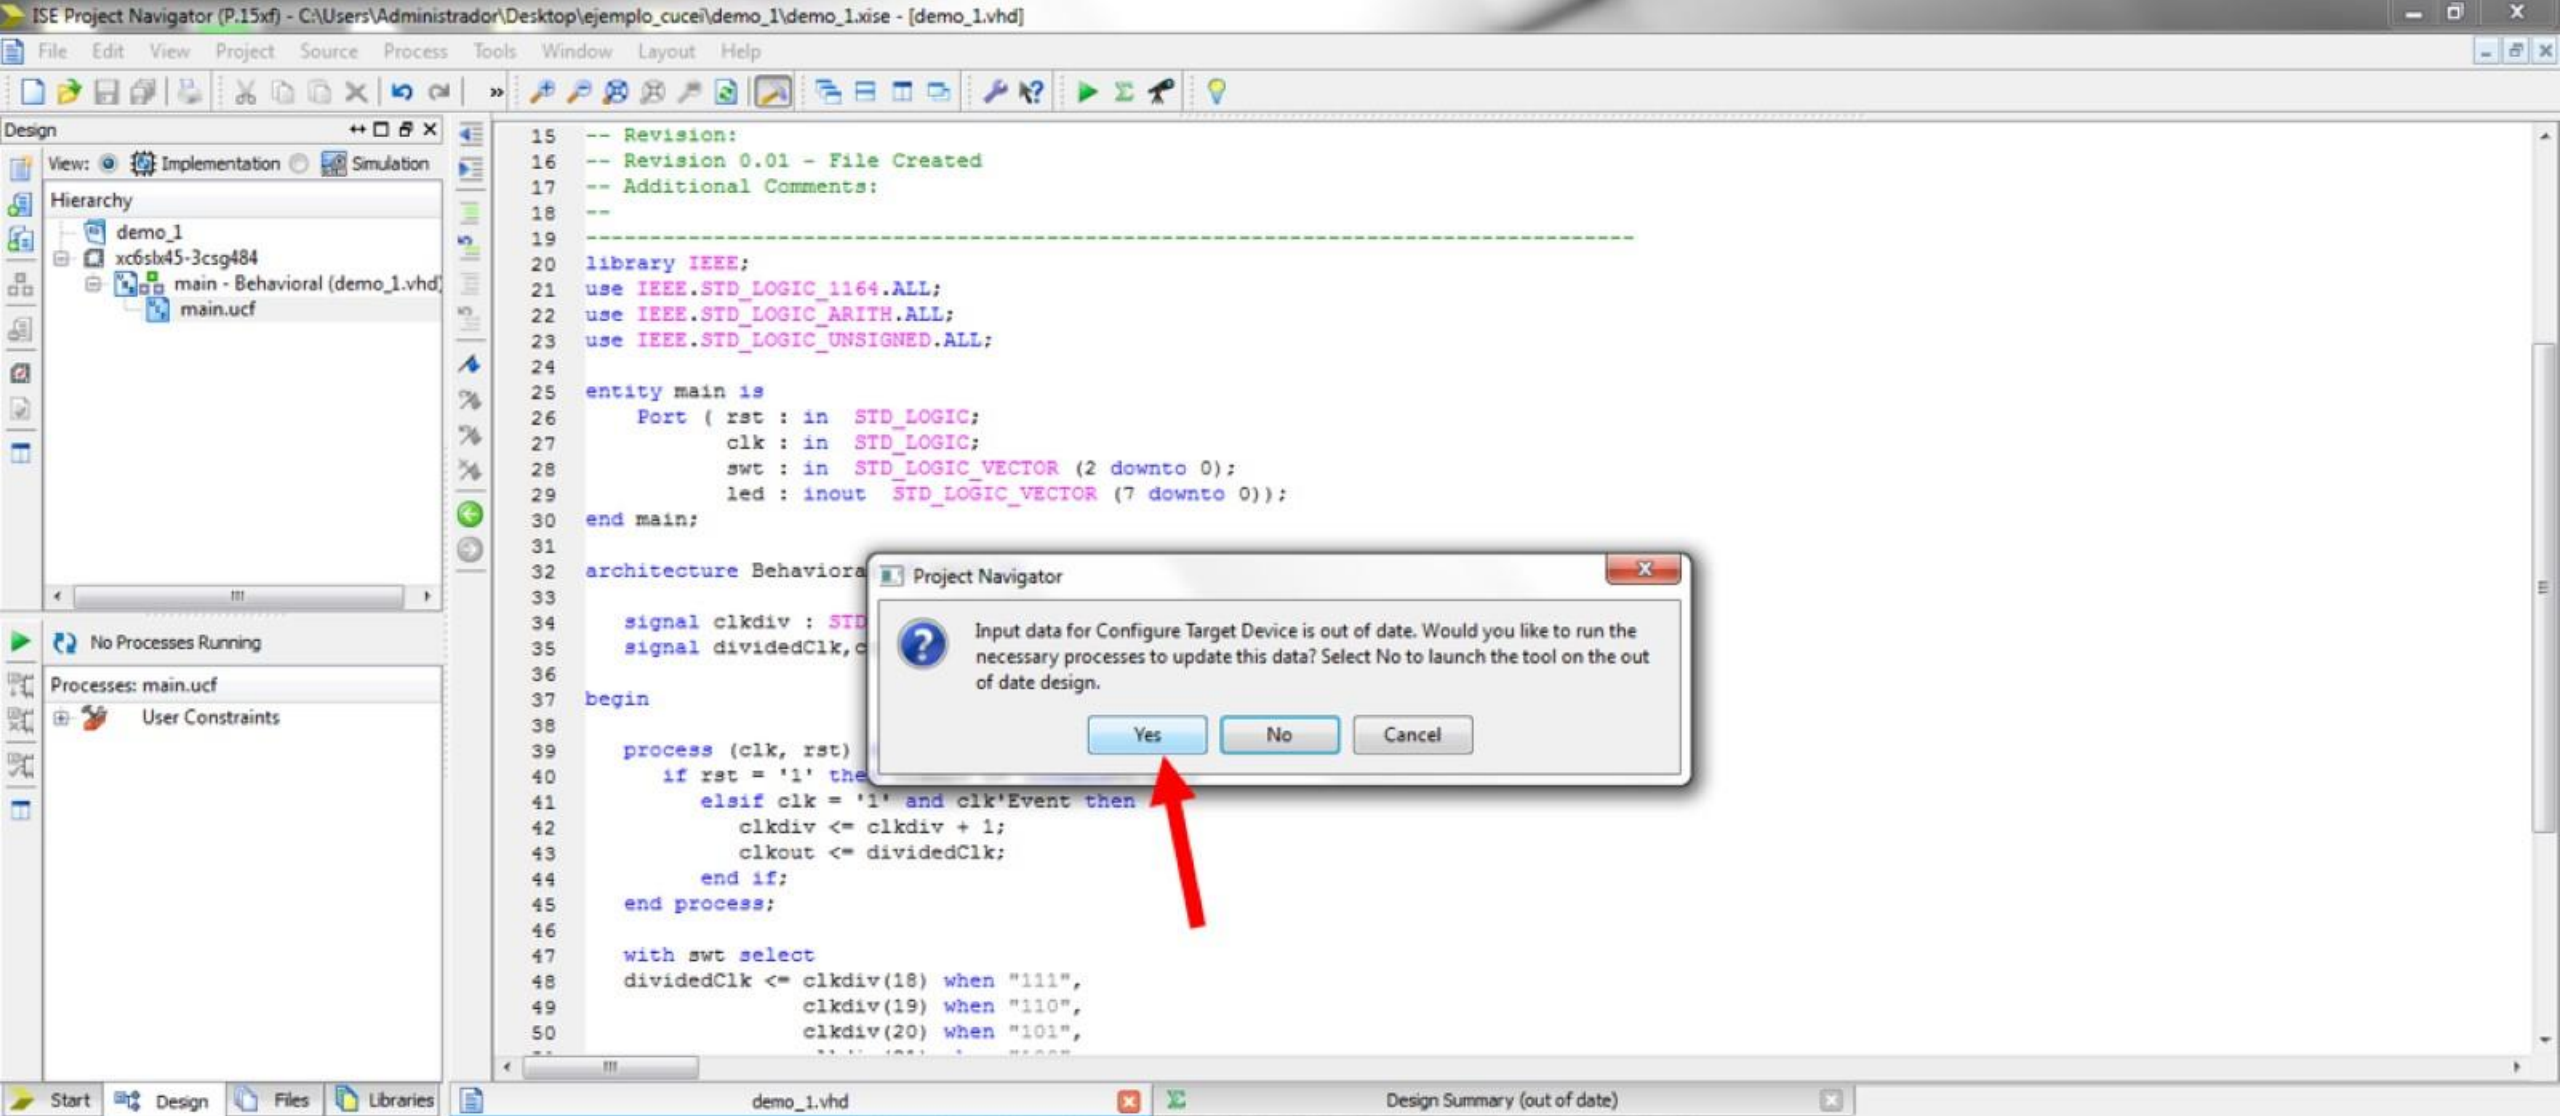 ISE Project Navigator (P.15xf) - C:\Users\Administrador\Desktop\ejemplo_cucei\demo_1\demo_1.xise - [demo_1.vhd]
File Edit View Project Source Process Tools Window Layout Help
Design
View: Implementation Simulation
Hierarchy
demo_1
xc6slx45-3csg484
main - Behavioral (demo_1.vhd)
main.ucf
No Processes Running
Processes: main.ucf
User Constraints
15 -- Revision:
16 -- Revision 0.01 - File Created
17 -- Additional Comments:
18 --
19 ----------------------------------------------------------------------------------
20 library IEEE;
21 use IEEE.STD_LOGIC_1164.ALL;
22 use IEEE.STD_LOGIC_ARITH.ALL;
23 use IEEE.STD_LOGIC_UNSIGNED.ALL;
24
25 entity main is
26 Port ( rst : in STD_LOGIC;
27 clk : in STD_LOGIC;
28 swt : in STD_LOGIC_VECTOR (2 downto 0);
29 led : inout STD_LOGIC_VECTOR (7 downto 0));
30 end main;
31
32 architecture Behaviora
33
34 signal clkdiv : STD
35 signal dividedClk,c
36
37 begin
38
39 process (clk, rst)
40 if rst = '1' the
41 elsif clk = '1' and clk'Event then
42 clkdiv <= clkdiv + 1;
43 clkout <= dividedClk;
44 end if;
45 end process;
46
47 with swt select
48 dividedClk <= clkdiv(18) when "111",
49 clkdiv(19) when "110",
50 clkdiv(20) when "101",
Project Navigator
Input data for Configure Target Device is out of date. Would you like to run the
necessary processes to update this data? Select No to launch the tool on the out
of date design.
Yes No Cancel
Start Design Files Libraries
demo_1.vhd
Design Summary (out of date)